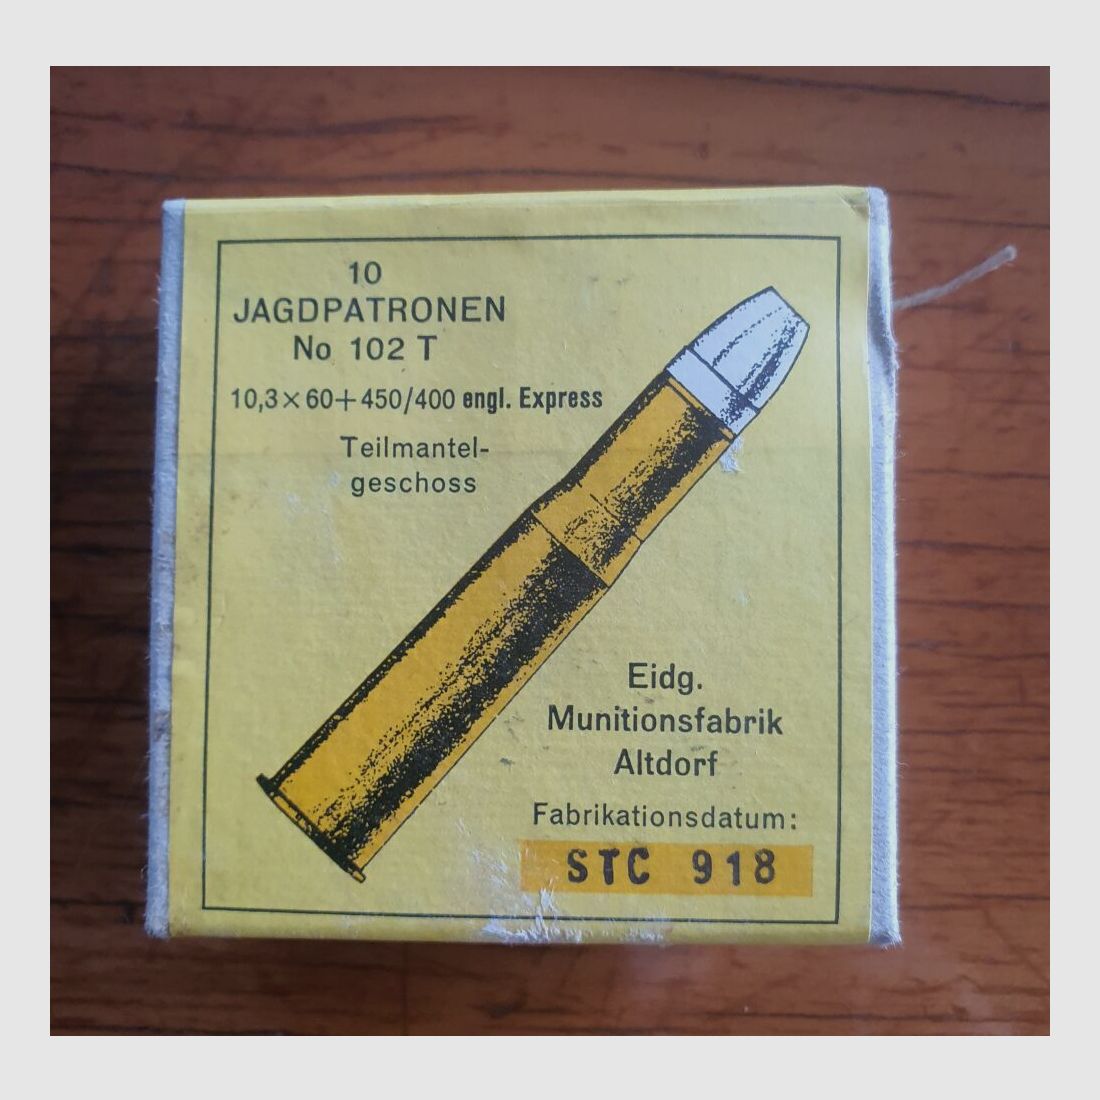 10
JAGDPATRONEN
No 102 T
10,3×60+450/400 engl. Express
Teilmantel-
geschoss
Eidg.
Munitionsfabrik
Altdorf
Fabrikationsdatum:
STC 918